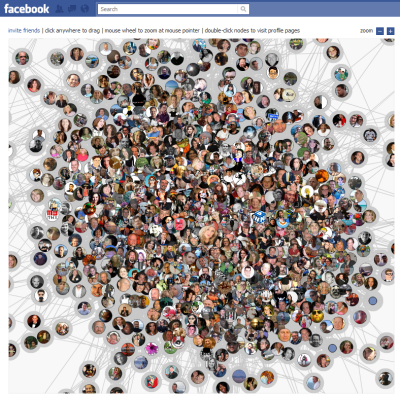 facebook
Search
invite friends | click anywhere to drag | mouse wheel to zoom at mouse pointer | double-click nodes to visit profile pages
zoom